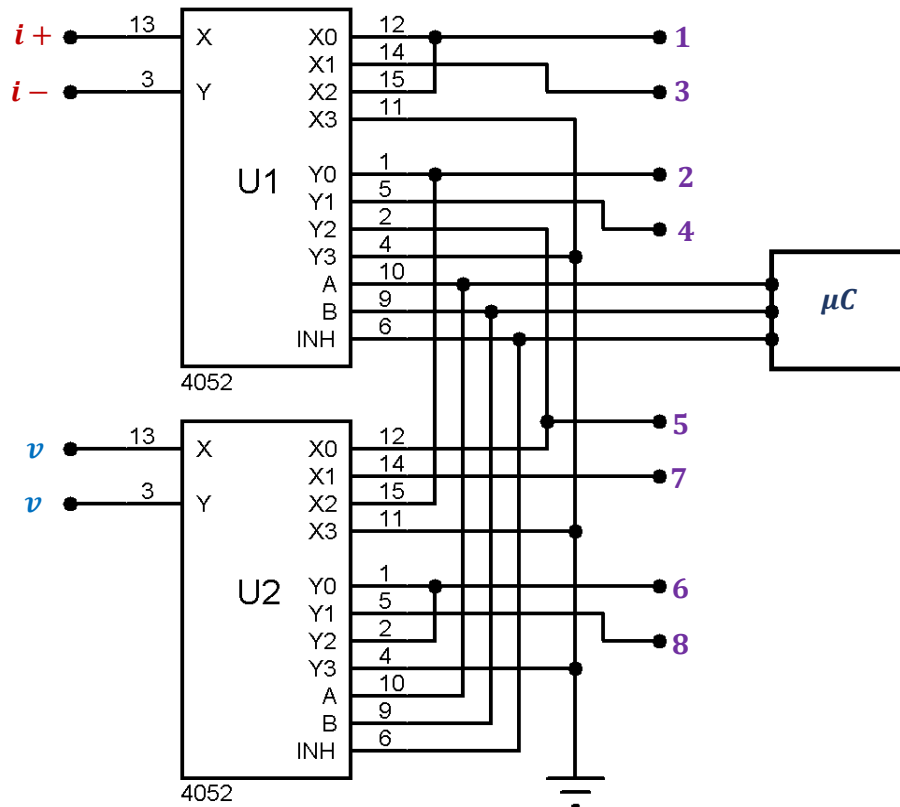 i+ 13 X X0 12 1
X1 14
i− 3 Y X2 15 3
X3 11
U1 Y0 1 2
Y1 5
Y2 2 4
Y3 4
A 10
B 9 μC
INH 6
4052
5
v 13 X X0 12
X1 14 7
v 3 Y X2 15
X3 11
U2 Y0 1 6
Y1 5
Y2 2 8
Y3 4
A 10
B 9
INH 6
4052